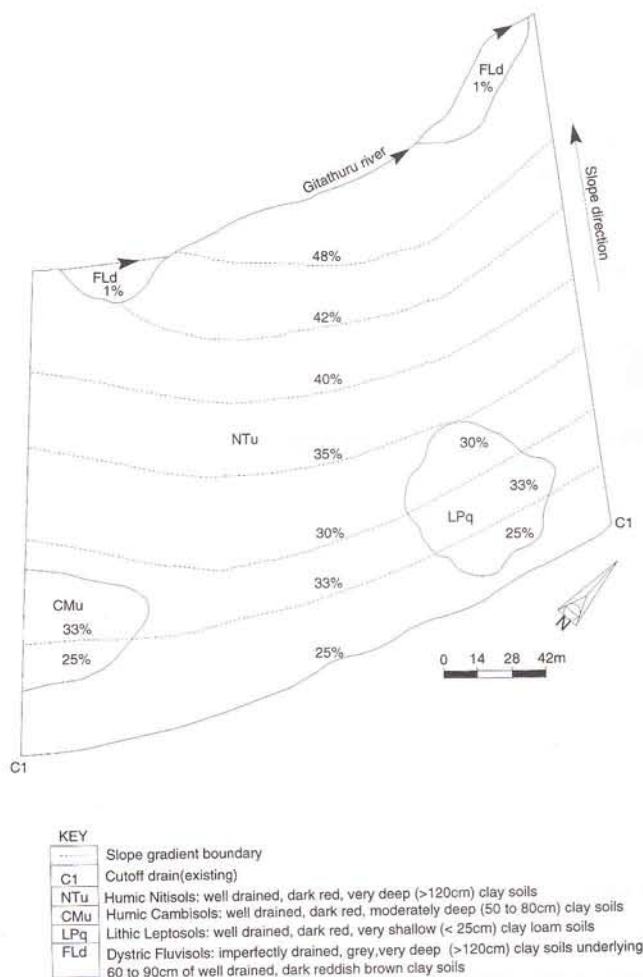 FLd
1%
Gitathuru river
Slope direction
FLd
1%
48%
42%
40%
NTu
35%
30%
33%
LPq
25%
C1
30%
33%
CMu
33%
25%
25%
N
0 14 28 42m
C1
KEY
Slope gradient boundary
C1 Cutoff drain(existing)
NTu Humic Nitisols: well drained, dark red, very deep (>120cm) clay soils
CMu Humic Cambisols: well drained, dark red, moderately deep (50 to 80cm) clay soils
LPq Lithic Leptosols: well drained, dark red, very shallow (< 25cm) clay loam soils
FLd Dystric Fluvisols: imperfectly drained, grey,very deep (>120cm) clay soils underlying
60 to 90cm of well drained, dark reddish brown clay soils